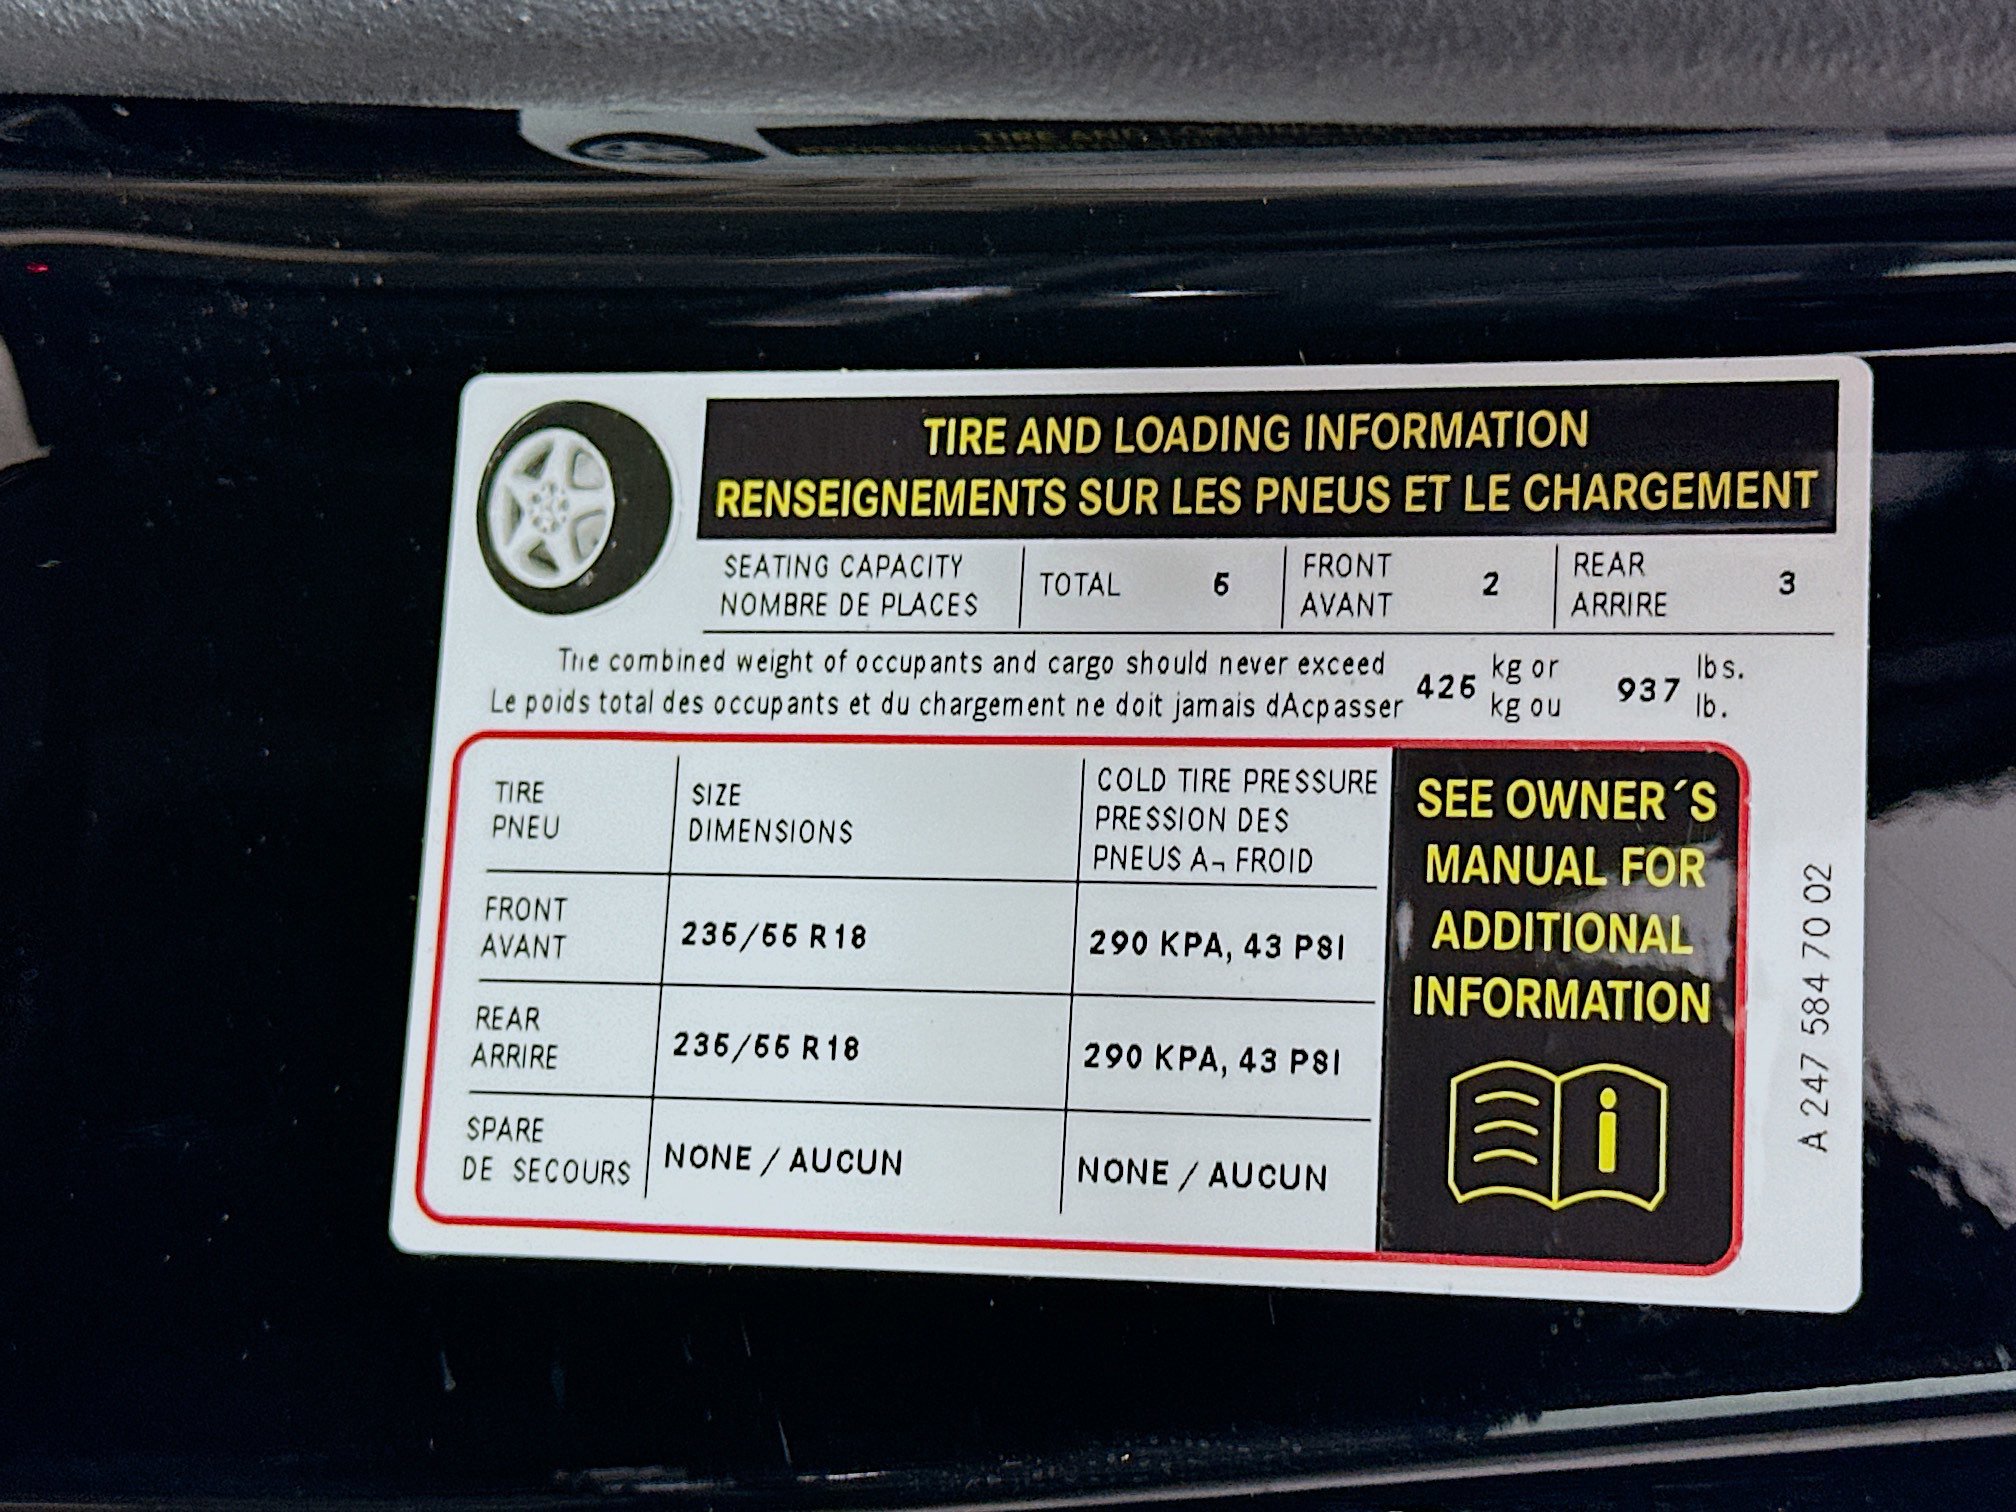 TIRE AND LOADING INFORMATION
RENSEIGNEMENTS SUR LES PNEUS ET LE CHARGEMENT
SEATING CAPACITY
NOMBRE DE PLACES
TOTAL 5
FRONT
AVANT
2
REAR
ARRIRE
3
The combined weight of occupants and cargo should never exceed
Le poids total des occupants et du chargement ne doit jamais dAcpasser
425
kg or
kg ou
937
lbs.
lb.
TIRE
PNEU
SIZE
DIMENSIONS
COLD TIRE PRESSURE
PRESSION DES
PNEUS A¬ FROID
FRONT
AVANT
235/55 R18
290 KPA, 43 PSI
REAR
ARRIRE
235/55 R18
290 KPA, 43 PSI
SPARE
DE SECOURS
NONE / AUCUN
NONE / AUCUN
SEE OWNER´S
MANUAL FOR
ADDITIONAL
INFORMATION
i
A 247 584 70 02